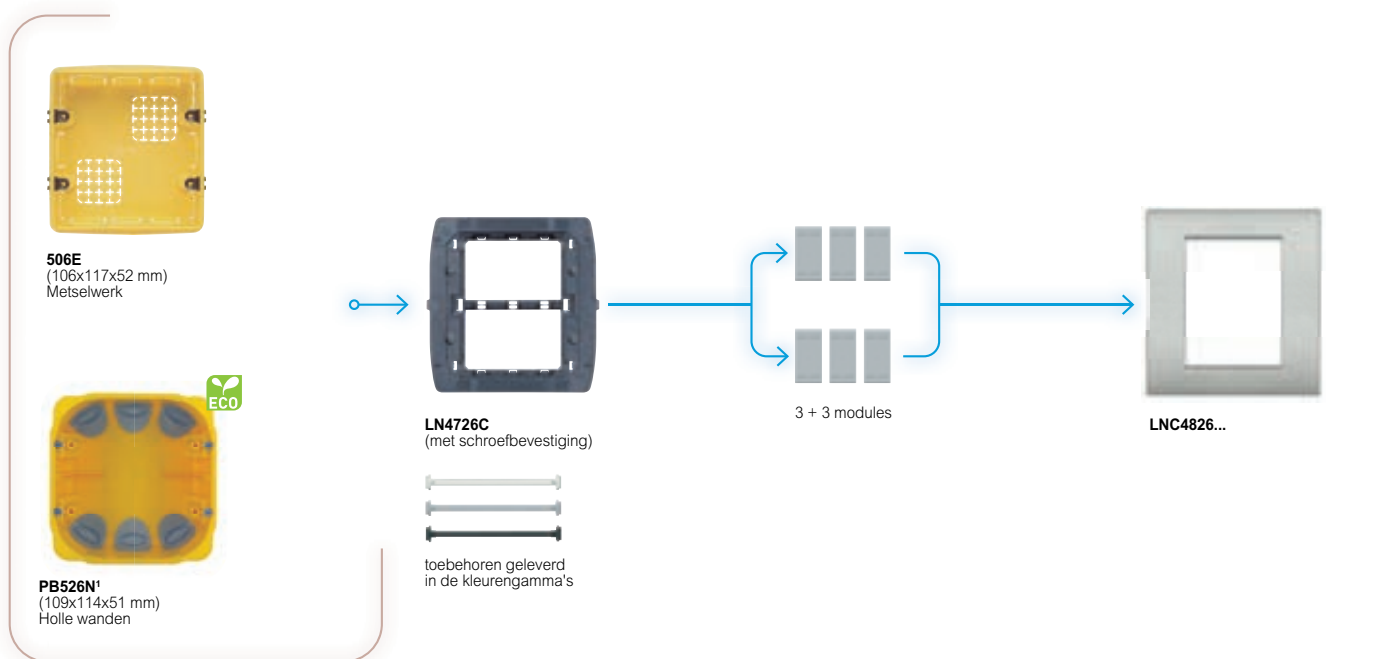 506E
(106x117x52 mm)
Metselwerk
ECO
PB526N¹
(109x114x51 mm)
Holle wanden
LN4726C
(met schroefbevestiging)
toebehoren geleverd
in de kleurengamma's
3 + 3 modules
LNC4826...